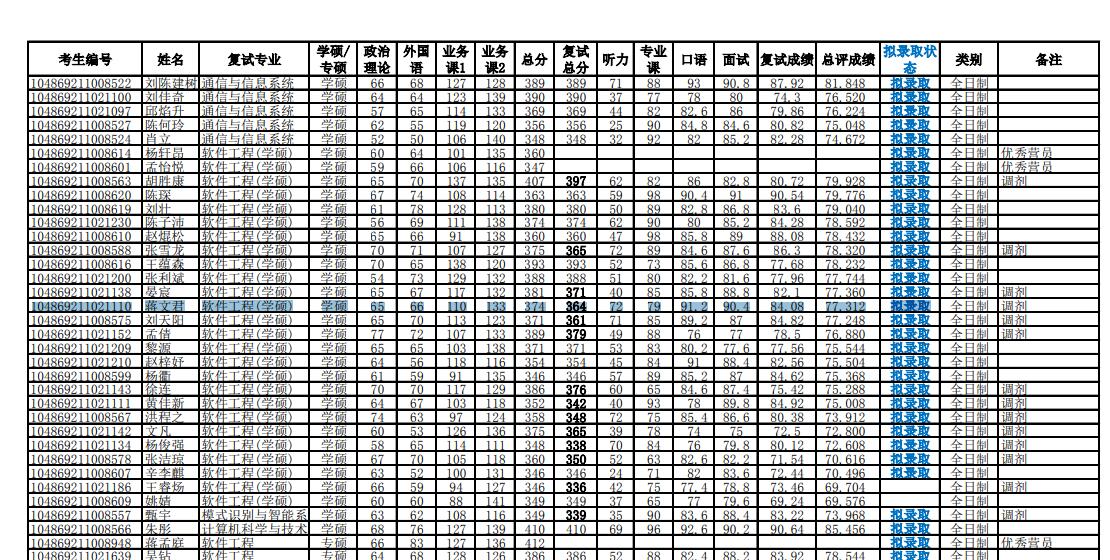 考生编号 姓名 复试专业 学硕/专硕 政治理论 外国语 业务课1 业务课2 总分 复试总分 听力 专业课 口语 面试 复试成绩 总评成绩 拟录取状态 类别 备注
104869211008522 刘陈建树 通信与信息系统 学硕 66 68 127 128 389 389 71 88 93 90.8 87.92 81.848 拟录取 全日制
104869211021100 刘佳奇 通信与信息系统 学硕 64 64 123 139 390 390 37 77 78 80 74.3 76.520 拟录取 全日制
104869211021097 邱焰升 通信与信息系统 学硕 57 65 114 133 369 369 44 82 82.6 86 79.86 76.224 拟录取 全日制
104869211008527 陈何玲 通信与信息系统 学硕 62 55 119 120 356 356 25 90 84.8 84.6 80.82 75.048 拟录取 全日制
104869211008524 肖立 通信与信息系统 学硕 52 50 106 140 348 348 32 92 82 85.2 82.28 74.672 拟录取 全日制
104869211008614 杨轩昂 软件工程(学硕) 学硕 60 64 101 135 360 拟录取 全日制 优秀营员
104869211008601 孟怡悦 软件工程(学硕) 学硕 59 66 106 116 347 拟录取 全日制 优秀营员
104869211008563 胡胜康 软件工程(学硕) 学硕 65 70 137 135 407 397 62 82 86 82.8 80.72 79.928 拟录取 全日制 调剂
104869211008620 陈琛 软件工程(学硕) 学硕 67 74 108 114 363 363 59 98 90.4 91 90.54 79.776 拟录取 全日制
104869211008619 刘壮 软件工程(学硕) 学硕 61 78 128 113 380 380 50 89 82.8 86.8 83.6 79.040 拟录取 全日制
104869211021230 陈子沛 软件工程(学硕) 学硕 56 69 111 138 374 374 62 90 80 85.2 84.28 78.592 拟录取 全日制
104869211008610 赵焜松 软件工程(学硕) 学硕 65 66 91 138 360 360 47 98 85.8 89 88.08 78.432 拟录取 全日制
104869211008588 张雪龙 软件工程(学硕) 学硕 70 71 107 127 375 365 72 89 84.6 87.6 86.3 78.320 拟录取 全日制 调剂
104869211008616 王蕴森 软件工程(学硕) 学硕 70 65 138 120 393 393 52 73 85.6 86.8 77.68 78.232 拟录取 全日制
104869211021200 张利斌 软件工程(学硕) 学硕 54 73 129 132 388 388 51 80 82.2 81.6 77.96 77.744 拟录取 全日制
104869211021138 晏宸 软件工程(学硕) 学硕 65 67 117 132 381 371 40 85 85.8 88.8 82.1 77.360 拟录取 全日制 调剂
104869211021110 蒋文君 软件工程(学硕) 学硕 65 66 110 133 374 364 72 79 91.2 90.4 84.08 77.312 拟录取 全日制 调剂
104869211008575 刘天阳 软件工程(学硕) 学硕 65 70 113 123 371 361 71 85 89.2 87 84.82 77.248 拟录取 全日制 调剂
104869211021152 孟蒨 软件工程(学硕) 学硕 77 72 107 133 389 379 49 88 76 77 78.5 76.880 拟录取 全日制 调剂
104869211021209 黎源 软件工程(学硕) 学硕 65 65 103 138 371 371 53 83 80.2 77.6 77.56 75.544 拟录取 全日制
104869211021210 赵梓妤 软件工程(学硕) 学硕 64 56 118 116 354 354 45 84 91 88.4 82.56 75.504 拟录取 全日制
104869211008599 杨衢 软件工程(学硕) 学硕 61 59 91 135 346 346 57 89 85.2 87 84.62 75.368 拟录取 全日制
104869211021143 徐连 软件工程(学硕) 学硕 70 70 117 129 386 376 60 65 84.6 87.4 75.42 75.288 拟录取 全日制 调剂
104869211021111 黄佳新 软件工程(学硕) 学硕 64 67 103 118 352 342 40 93 78 89.8 84.92 75.008 拟录取 全日制 调剂
104869211008567 洪程之 软件工程(学硕) 学硕 74 63 97 124 358 348 72 75 85.4 86.6 80.38 73.912 拟录取 全日制 调剂
104869211021142 文凡 软件工程(学硕) 学硕 60 53 126 136 375 365 39 78 74 75 72.5 72.800 拟录取 全日制 调剂
104869211021134 杨俊强 软件工程(学硕) 学硕 58 65 114 111 348 338 70 84 76 79.8 80.12 72.608 拟录取 全日制 调剂
104869211008578 张洁琼 软件工程(学硕) 学硕 67 70 105 118 360 350 52 63 82.6 82.2 71.54 70.616 拟录取 全日制 调剂
104869211008607 辛李麒 软件工程(学硕) 学硕 63 52 100 131 346 346 24 71 82 83.6 72.44 70.496 拟录取 全日制
104869211021186 王睿炀 软件工程(学硕) 学硕 66 59 94 127 346 336 42 75 77.4 78.8 73.46 69.704 全日制 调剂
104869211008609 姚婧 软件工程(学硕) 学硕 60 60 88 141 349 349 37 65 77 79.6 69.24 69.576 全日制
104869211008557 甄宇 模式识别与智能系 学硕 63 62 108 116 349 339 35 90 83.6 88.4 83.22 73.968 拟录取 全日制 调剂
104869211008566 朱彤 计算机科学与技术 学硕 68 76 127 139 410 410 69 96 92.6 90.2 90.64 85.456 拟录取 全日制
104869211008948 蒋孟庭 软件工程 专硕 66 83 127 136 412 拟录取 全日制 优秀营员
104869211021639 吴钻 软件工程 专硕 64 68 128 126 386 386 52 88 82.4 88.2 83.92 78.544 拟录取 全日制